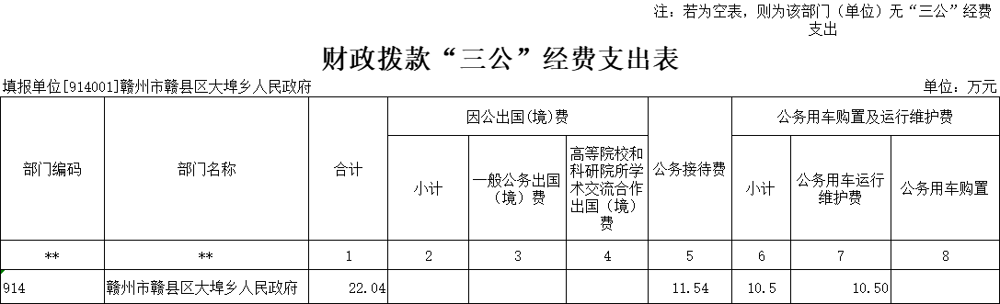 注：若为空表，则为该部门（单位）无“三公”经费
支出
财政拨款“三公”经费支出表
填报单位[914001]赣州市赣县区大埠乡人民政府
单位：万元
部门编码
部门名称
合计
因公出国(境)费
公务接待费
公务用车购置及运行维护费
小计
一般公务出国
（境）费
高等院校和
科研院所学
术交流合作
出国（境）
费
小计
公务用车运行
维护费
公务用车购置
** ** 1 2 3 4 5 6 7 8
914 赣州市赣县区大埠乡人民政府 22.04 11.54 10.5 10.50